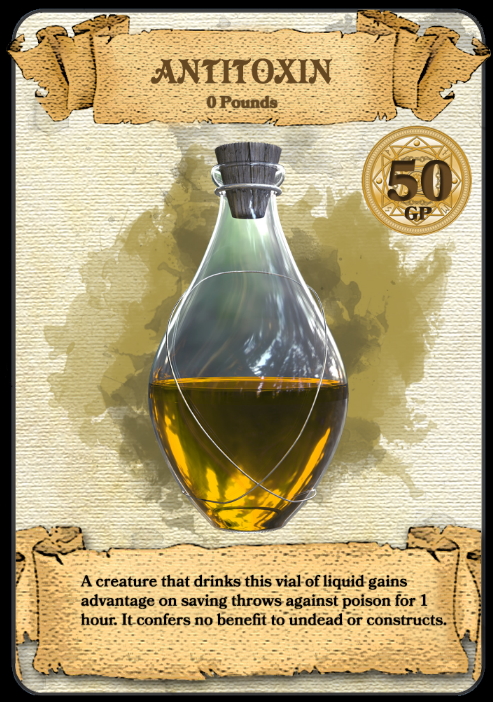 ANTITOXIN
0 Pounds
50
GP
A creature that drinks this vial of liquid gains
advantage on saving throws against poison for 1
hour. It confers no benefit to undead or constructs.